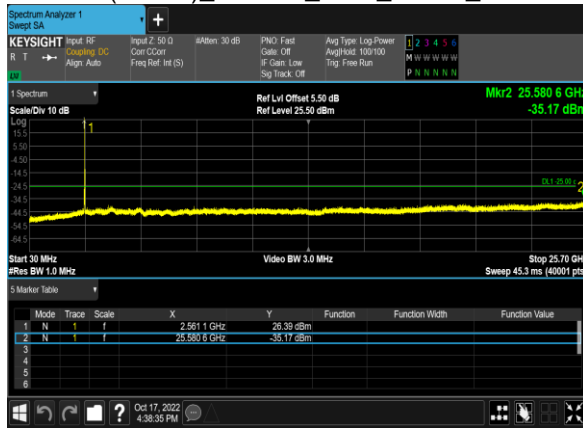 Spectrum Analyzer 1
Swept SA
+
KEYSIGHT
R T
Input: RF
Coupling: DC
Align: Auto
Input Z: 50 Ω
Corr CCorr
Freq Ref: Int (S)
#Atten: 30 dB
PNO: Fast
Gate: Off
IF Gain: Low
Sig Track: Off
Avg Type: Log-Power
Avg|Hold: 100/100
Trig: Free Run
1 2 3 4 5 6
M W W W W W
P N N N N N
LXI
1 Spectrum
Scale/Div 10 dB
Ref Lvl Offset 5.50 dB
Ref Level 25.50 dBm
Mkr2 25.580 6 GHz
-35.17 dBm
Log
15.5
5.50
-4.50
-14.5
-24.5
-34.5
-44.5
-54.5
-64.5
1
DL1 -25.00
2
Start 30 MHz
#Res BW 1.0 MHz
Video BW 3.0 MHz
Stop 25.70 GH
Sweep 45.3 ms (40001 pts
5 Marker Table
Mode Trace Scale X Y Function Function Width Function Value
1 N 1 f 2.561 1 GHz 26.39 dBm
2 N 1 f 25.580 6 GHz -35.17 dBm
3
4
5
6
?
Oct 17, 2022
4:38:35 PM